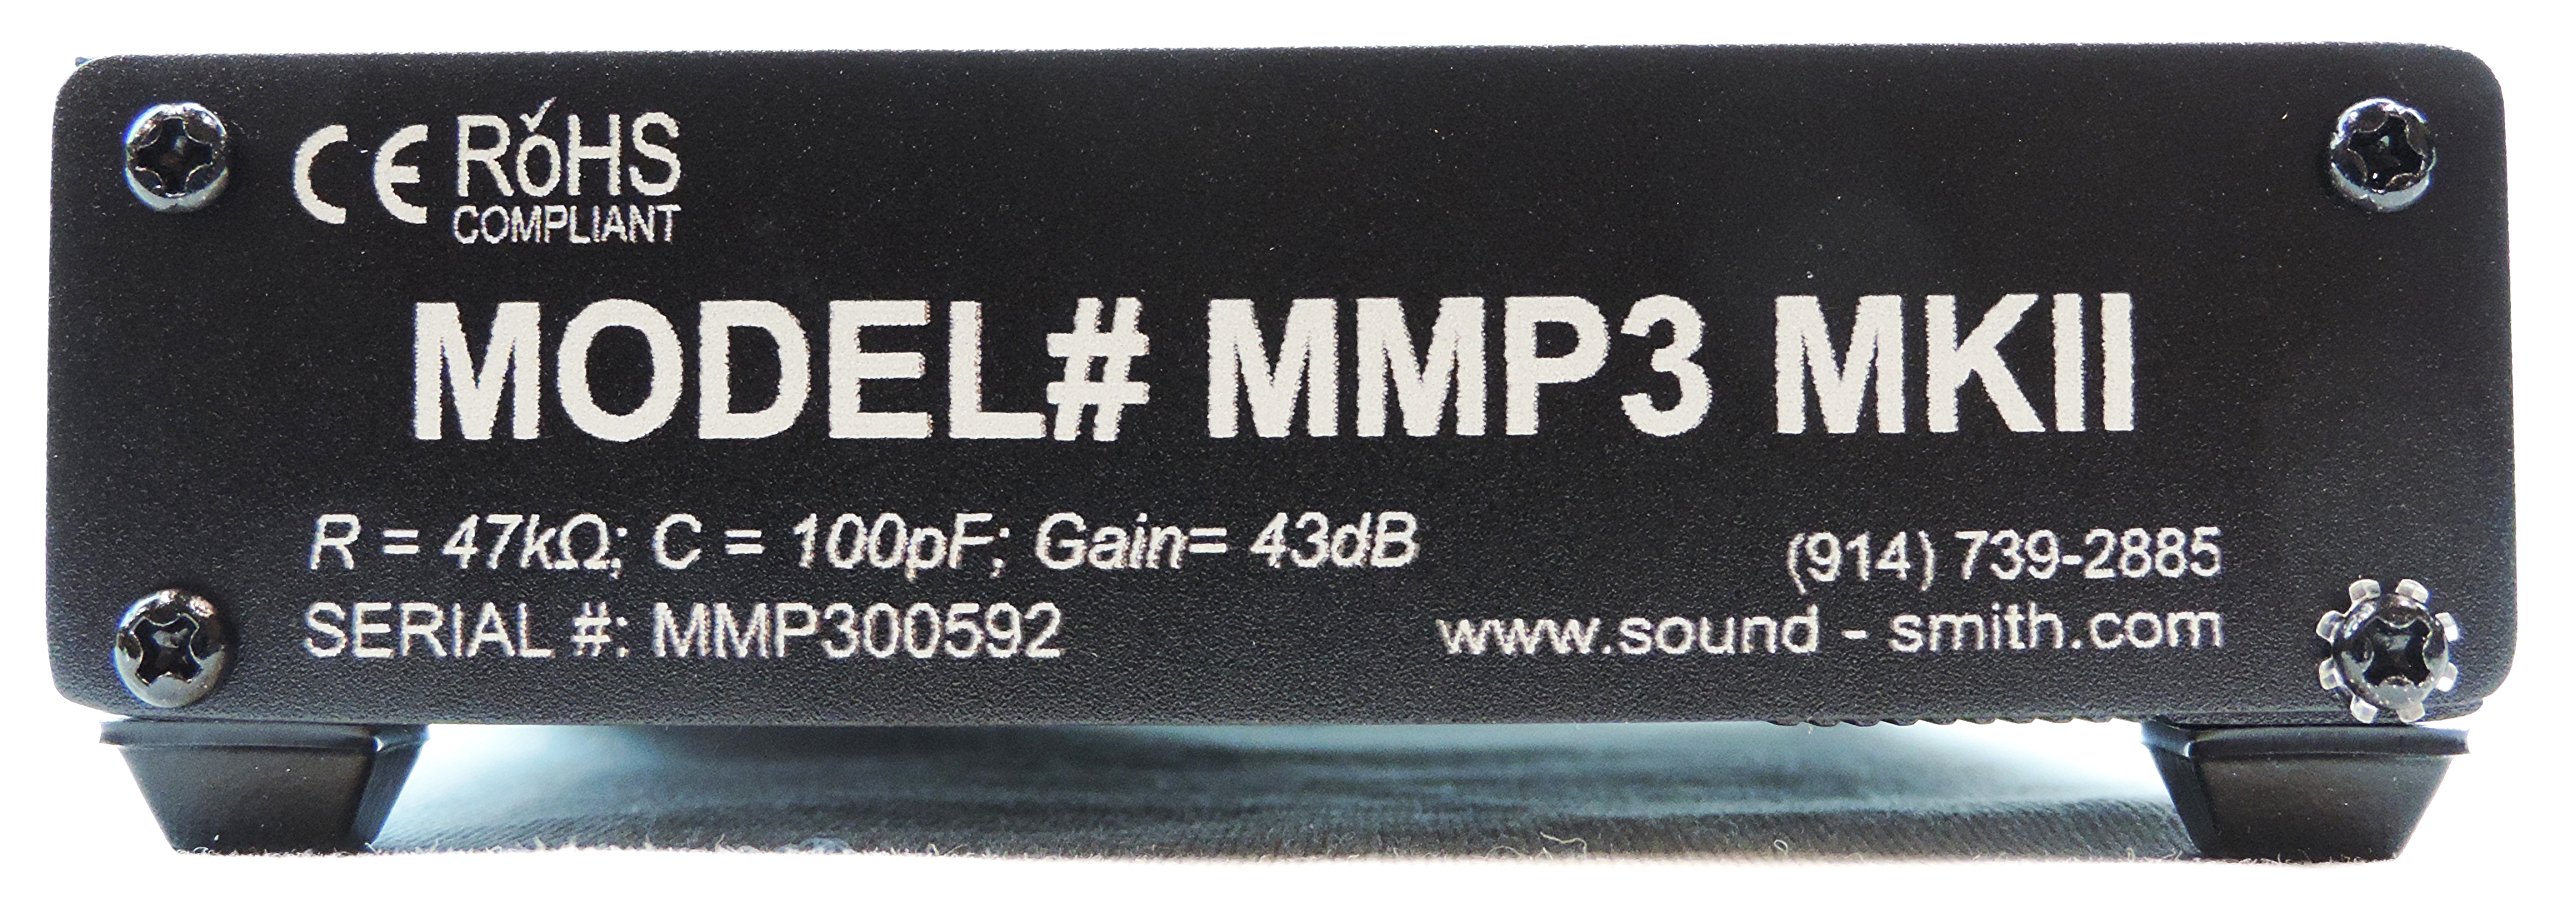 CE RoHS
COMPLIANT
MODEL# MMP3 MKII
R = 47kΩ; C = 100pF; Gain= 43dB
SERIAL #: MMP300592
(914) 739-2885
www.sound - smith.com